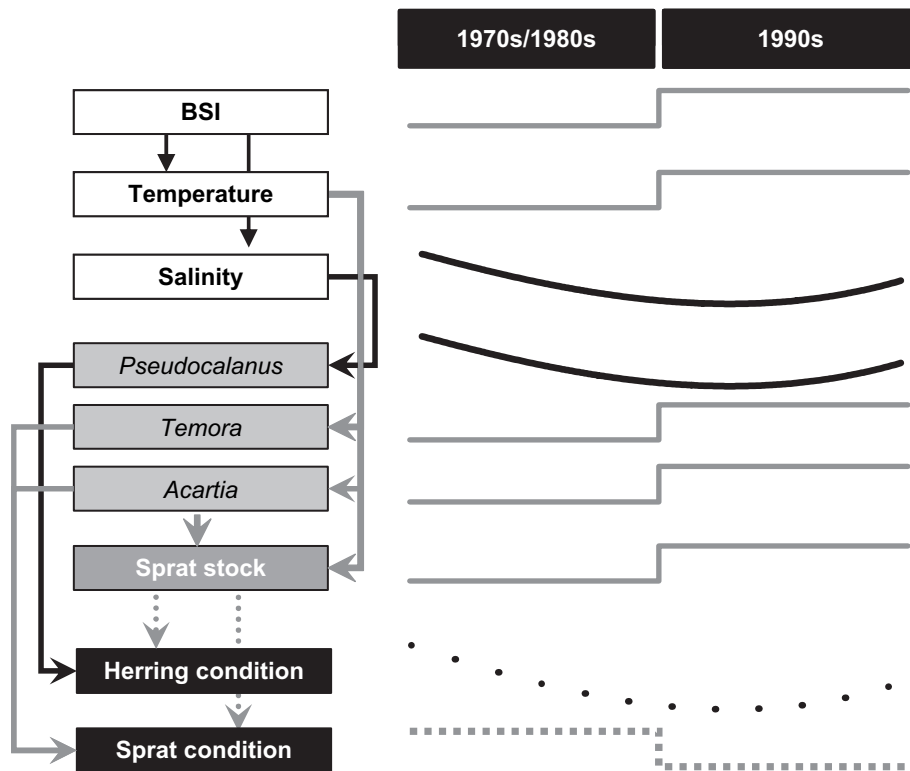 1970s/1980s
1990s
BSI
Temperature
Salinity
Pseudocalanus
Temora
Acartia
Sprat stock
Herring condition
Sprat condition